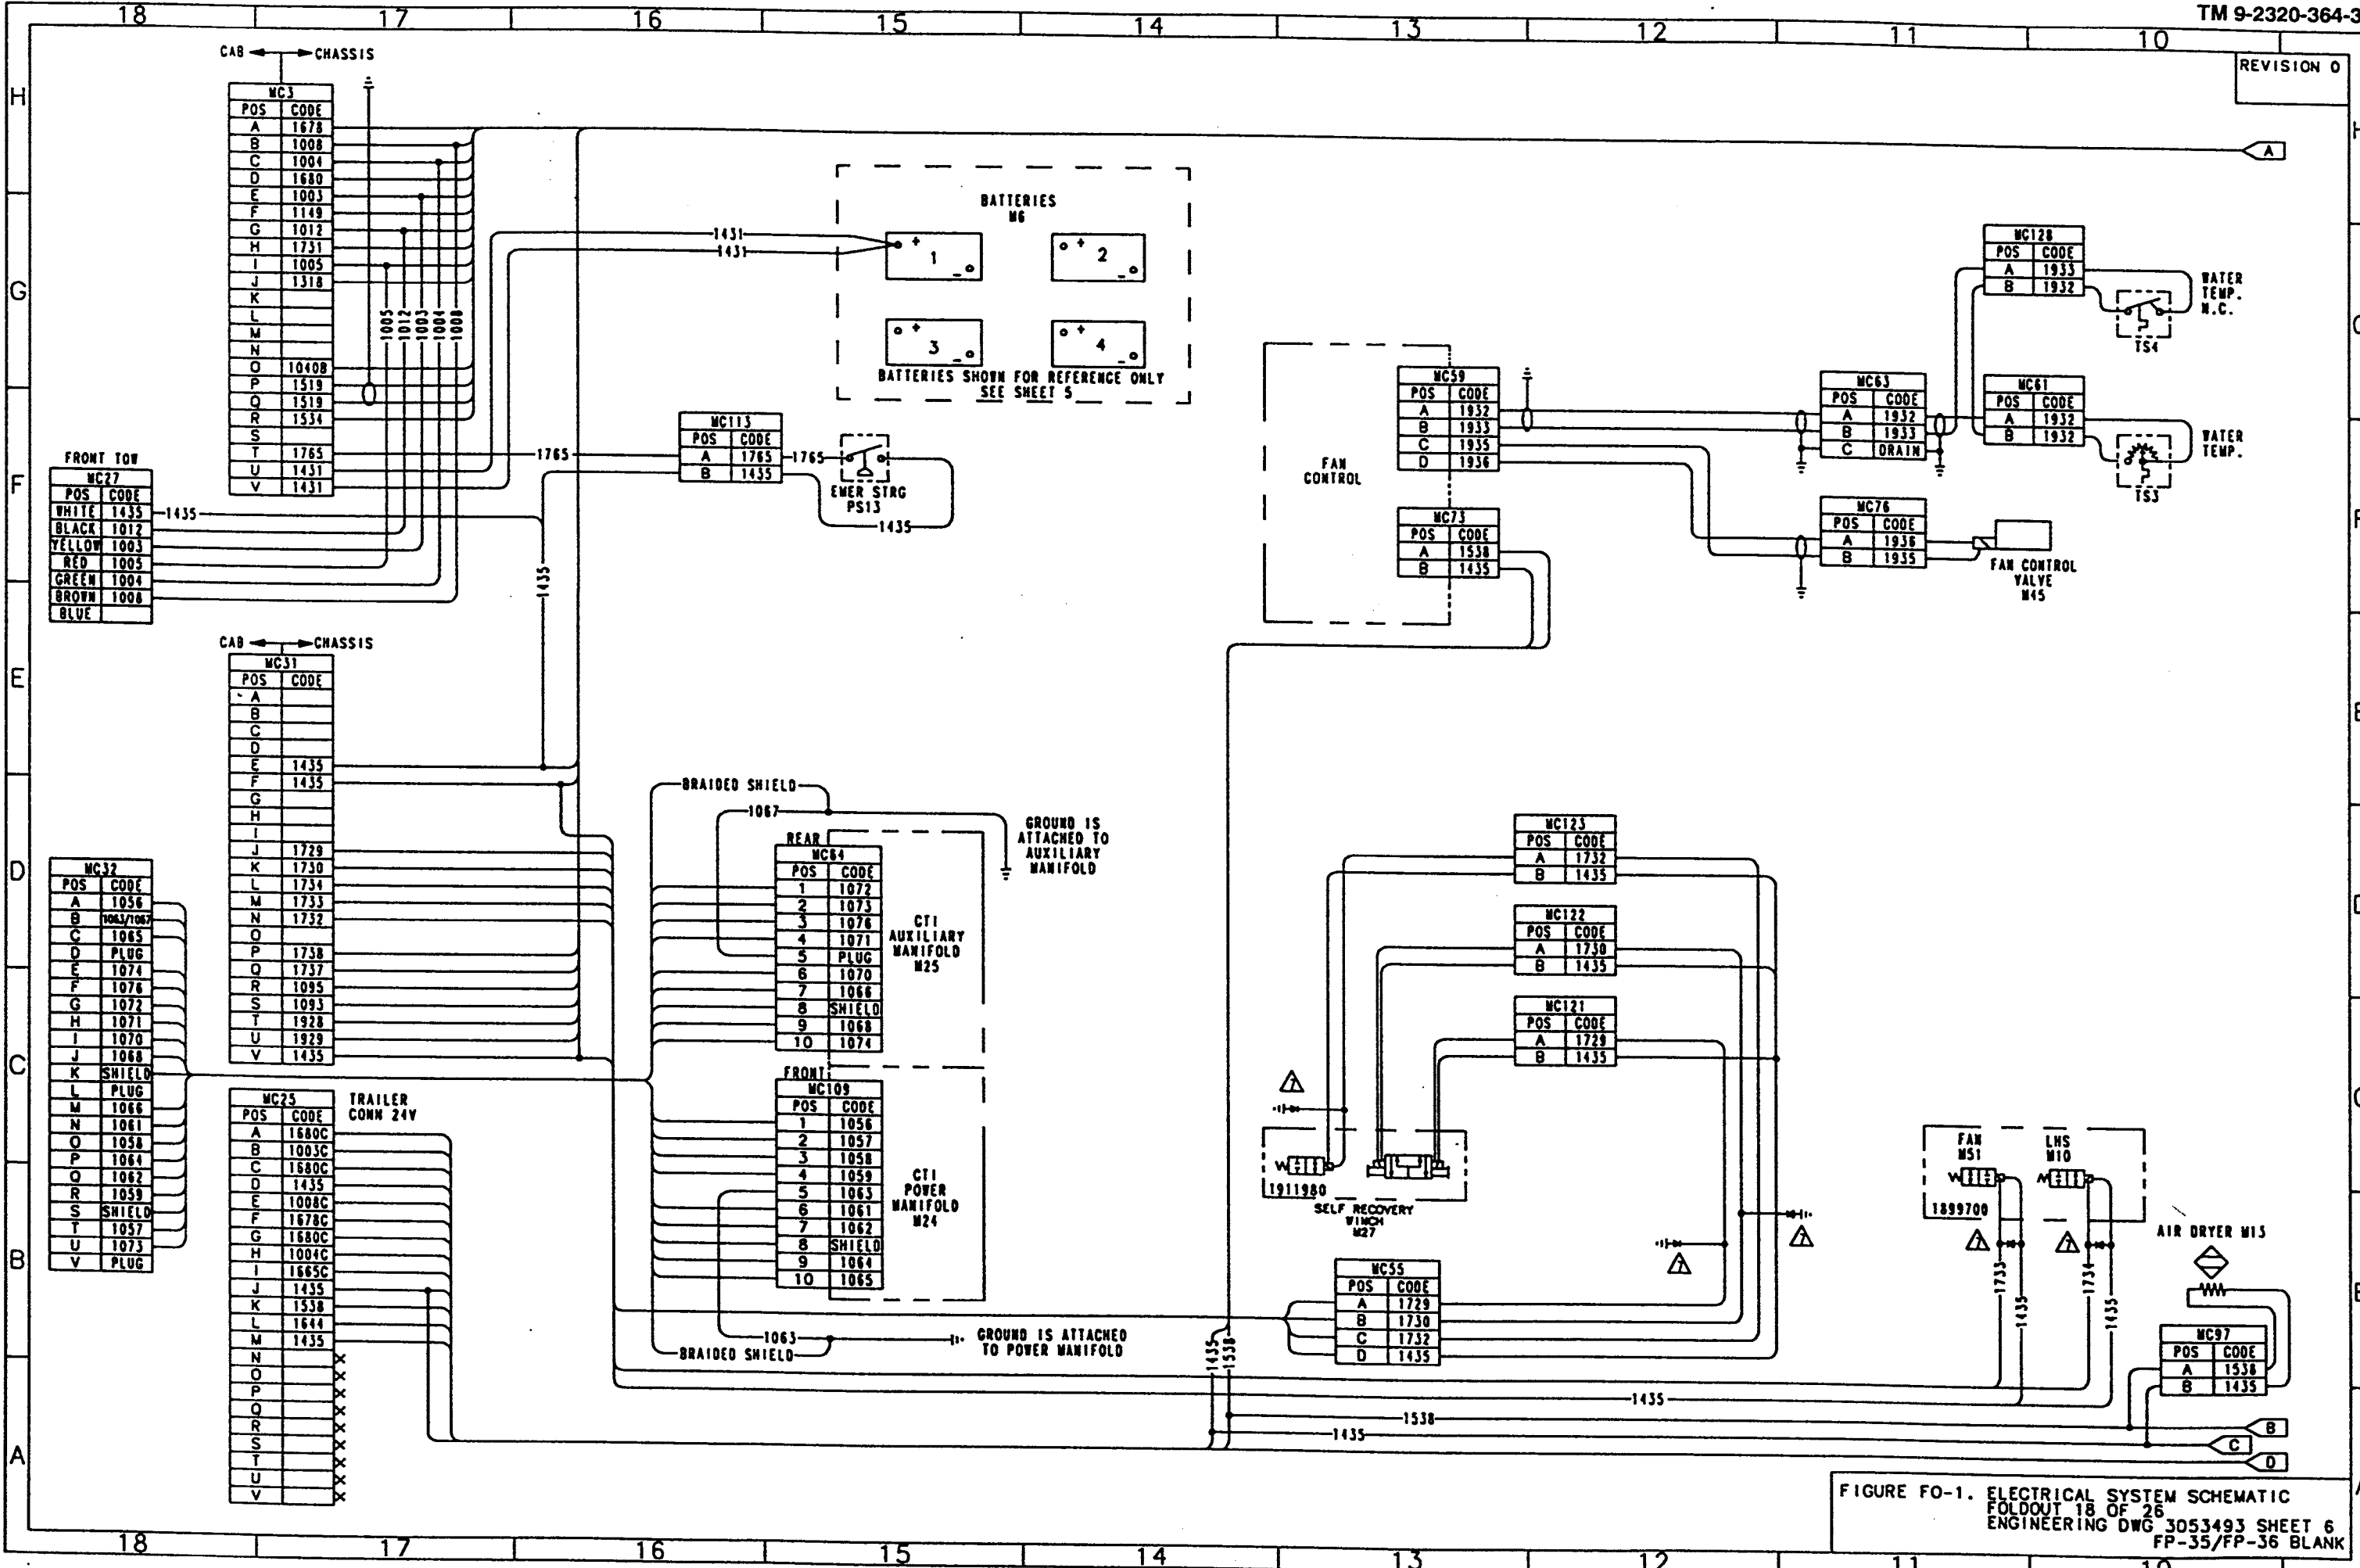 TM 9-2320-364-3
18 17 16 15 14 13 12 11 10
REVISION 0
H
G
F
E
D
C
B
A
CAB CHASSIS
MC3
POS CODE
A 1678
B 1008
C 1004
D 1680
E 1003
F 1149
G 1012
H 1731
I 1005
J 1318
K
L
M
N
O 1040B
P 1519
Q 1519
R 1534
S
T 1765
U 1431
V 1431
1005
1012
1003
1004
1008
1431
1431
BATTERIES
M6
1
2
3
4
BATTERIES SHOWN FOR REFERENCE ONLY
SEE SHEET 5
A
FRONT TOW
MC27
POS CODE
WHITE 1435
BLACK 1012
YELLOW 1003
RED 1005
GREEN 1004
BROWN 1008
BLUE
1435
1765
1435
MC113
POS CODE
A 1765
B 1435
1765
EMER STRG
PS13
1435
FAN
CONTROL
MC59
POS CODE
A 1932
B 1933
C 1935
D 1936
MC73
POS CODE
A 1538
B 1435
MC63
POS CODE
A 1932
B 1933
C DRAIN
MC128
POS CODE
A 1933
B 1932
WATER
TEMP.
N.C.
TS4
MC61
POS CODE
A 1932
B 1932
WATER
TEMP.
TS3
MC76
POS CODE
A 1936
B 1935
FAN CONTROL
VALVE
M45
CAB CHASSIS
MC31
POS CODE
A
B
C
D
E 1435
F 1435
G
H
I
J 1729
K 1730
L 1734
M 1733
N 1732
O
P 1738
Q 1737
R 1095
S 1093
T 1928
U 1929
V 1435
MC32
POS CODE
A 1056
B 1063/1067
C 1065
D PLUG
E 1074
F 1076
G 1072
H 1071
I 1070
J 1068
K SHIELD
L PLUG
M 1066
N 1061
O 1058
P 1064
Q 1062
R 1059
S SHIELD
T 1057
U 1073
V PLUG
MC25
POS CODE
A 1680C
B 1003C
C 1680C
D 1435
E 1008C
F 1678C
G 1680C
H 1004C
I 1665C
J 1435
K 1538
L 1644
M 1435
N
O
P
Q
R
S
T
U
V
TRAILER
CONN 24V
BRAIDED SHIELD
1067
GROUND IS
ATTACHED TO
AUXILIARY
MANIFOLD
REAR
MC64
POS CODE
1 1072
2 1073
3 1076
4 1071
5 PLUG
6 1070
7 1066
8 SHIELD
9 1068
10 1074
CTI
AUXILIARY
MANIFOLD
M25
FRONT
MC109
POS CODE
1 1056
2 1057
3 1058
4 1059
5 1063
6 1061
7 1062
8 SHIELD
9 1064
10 1065
CTI
POWER
MANIFOLD
M24
1063
BRAIDED SHIELD
GROUND IS ATTACHED
TO POWER MANIFOLD
MC123
POS CODE
A 1732
B 1435
MC122
POS CODE
A 1730
B 1435
MC121
POS CODE
A 1729
B 1435
7
1911980
SELF RECOVERY
WINCH
M27
7
7
MC55
POS CODE
A 1729
B 1730
C 1732
D 1435
1435
1538
FAN
M51
LHS
M10
1899700
7
7
1733
1435
1734
1435
AIR DRYER M13
MC97
POS CODE
A 1538
B 1435
1435
1538
1435
B
C
D
FIGURE FO-1. ELECTRICAL SYSTEM SCHEMATIC
FOLDOUT 18 OF 26
ENGINEERING DWG 3053493 SHEET 6
FP-35/FP-36 BLANK
18 17 16 15 14 13 12 11 10